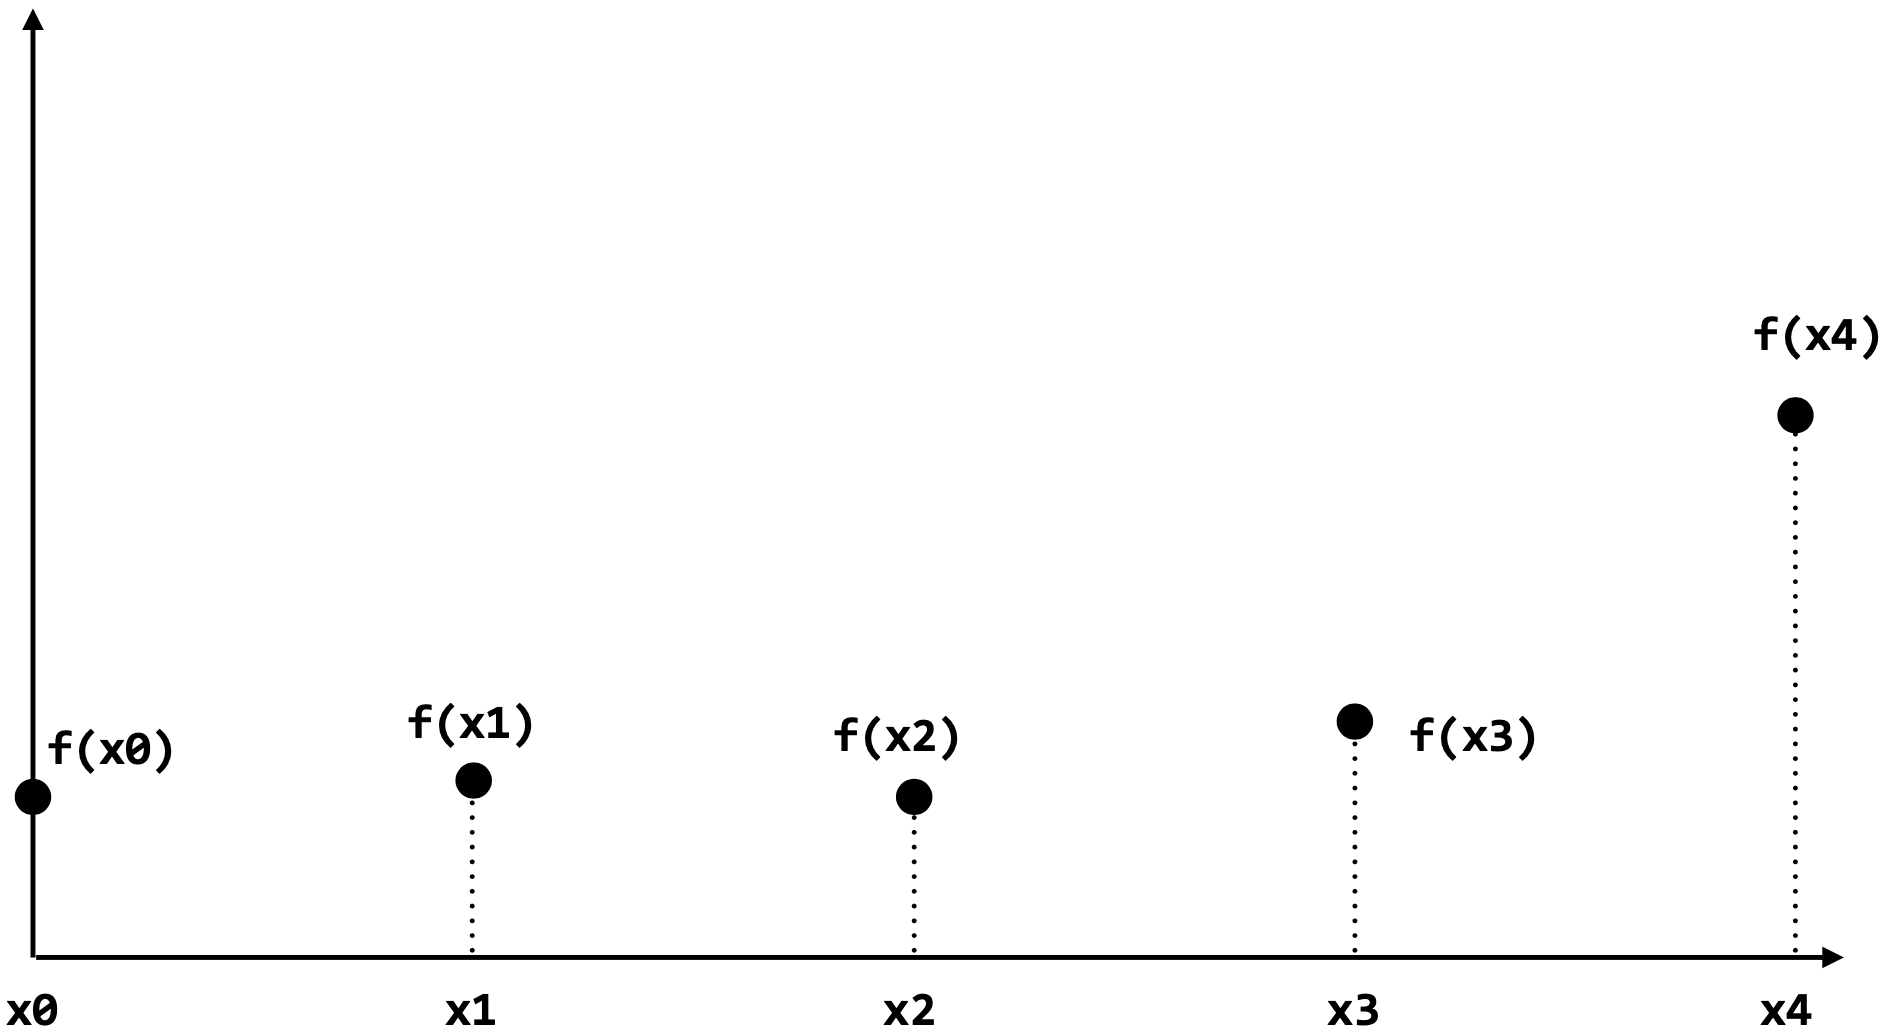 f(x4)
f(x0)
f(x1)
f(x2)
f(x3)
x0
x1
x2
x3
x4